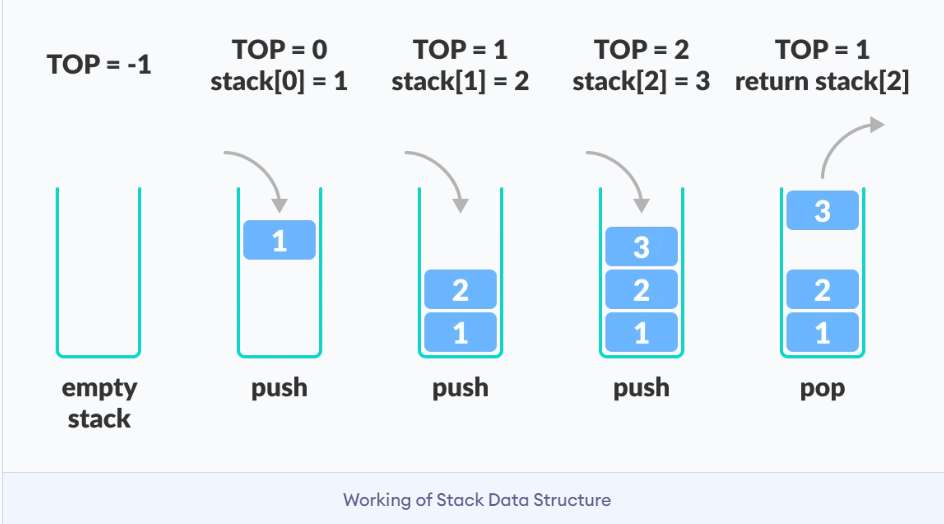 TOP = -1
TOP = 0
stack[0] = 1
TOP = 1
stack[1] = 2
TOP = 2
stack[2] = 3
TOP = 1
return stack[2]
1
2
1
3
2
1
3
2
1
empty
stack
push
push
push
pop
Working of Stack Data Structure